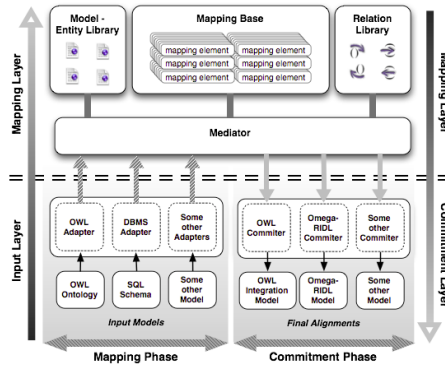 Model -
Entity Library
Mapping Base
mapping element
mapping element
mapping element
mapping element
mapping element
mapping element
Relation
Library
Mapping Layer
Mapping Layer
Mediator
Input Layer
Commitment Layer
OWL
Adapter
DBMS
Adapter
Some
other
Adapters
OWL
Commiter
Omega-
RIDL
Commiter
Some
other
Commiter
OWL
Ontology
SQL
Schema
Some
other
Model
OWL
Integration
Model
Omega-
RIDL
Model
Some
other
Model
Input Models
Final Alignments
Mapping Phase
Commitment Phase